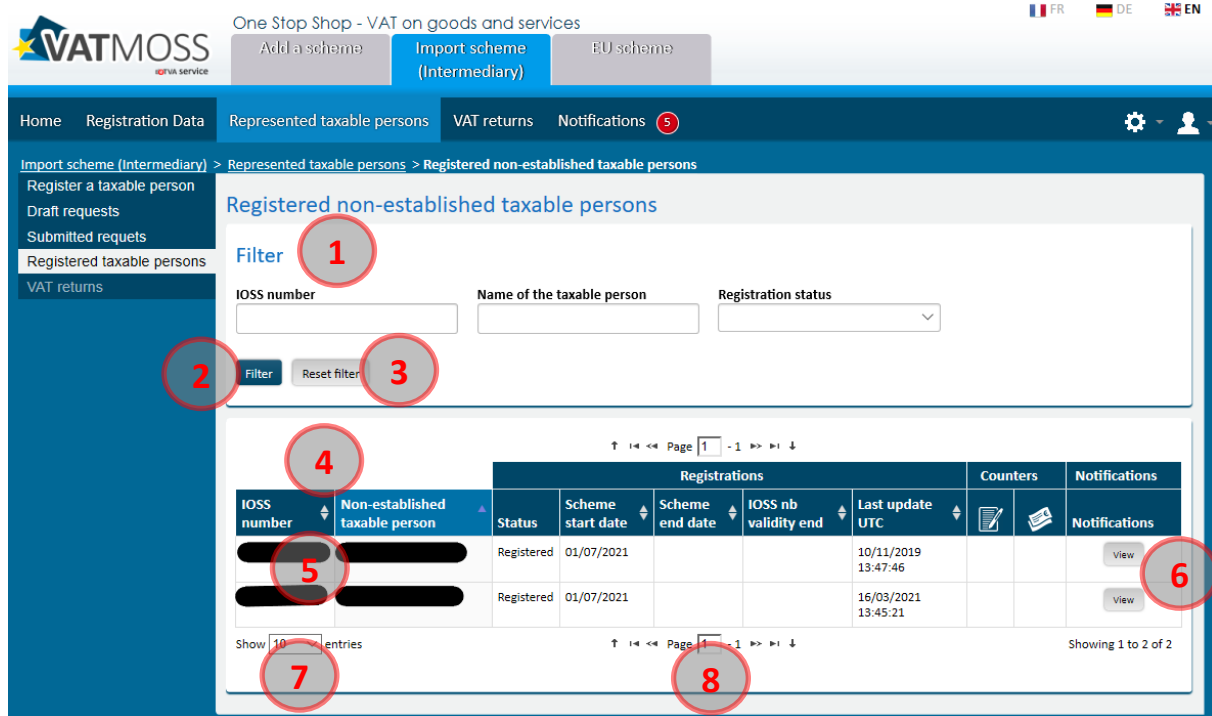 FR DE EN
One Stop Shop - VAT on goods and services
VATMOSS
TVA service
Add a scheme
Import scheme
(Intermediary)
EU scheme
Home Registration Data Represented taxable persons VAT returns Notifications 5
Import scheme (Intermediary) > Represented taxable persons > Registered non-established taxable persons
Register a taxable person
Draft requests
Submitted requets
Registered taxable persons
VAT returns
Registered non-established taxable persons
Filter 1
IOSS number Name of the taxable person Registration status
2 Filter Reset filter 3
Page 1 - 1
4
Registrations Counters Notifications
IOSS number
Non-established taxable person
Status
Scheme start date
Scheme end date
IOSS nb validity end
Last update UTC
Notifications
5
Registered 01/07/2021 10/11/2019 13:47:46 View
6
Registered 01/07/2021 16/03/2021 13:45:21 View
Show 10 entries Page 1 - 1 Showing 1 to 2 of 2
7 8